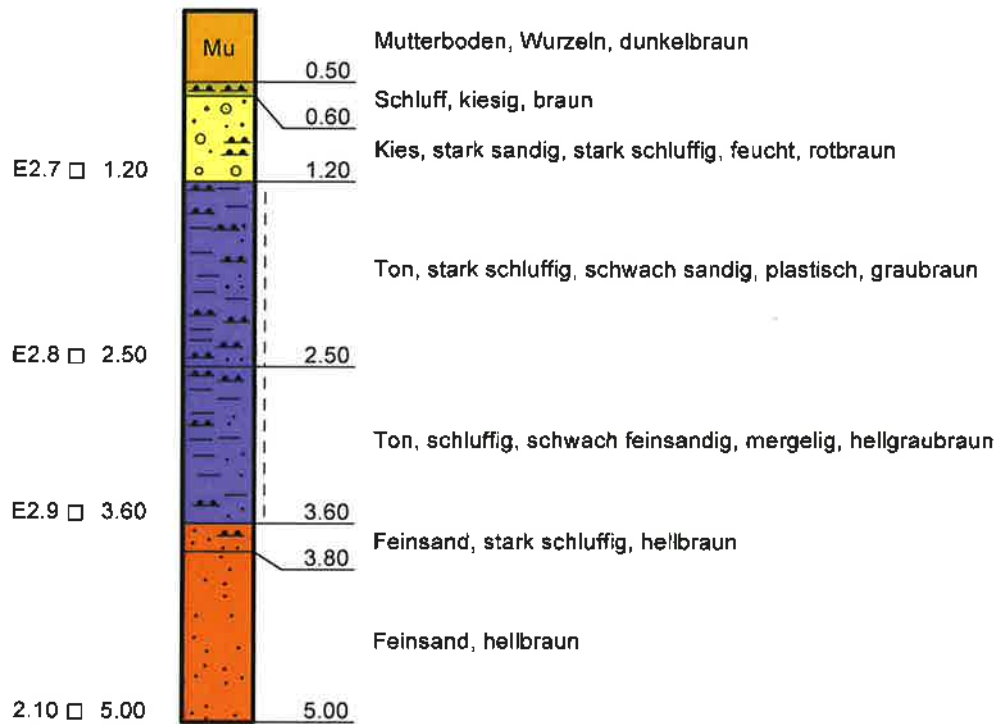 Mu
Mutterboden, Wurzeln, dunkelbraun
0.50
Schluff, kiesig, braun
0.60
Kies, stark sandig, stark schluffig, feucht, rotbraun
E2.7 □ 1.20
1.20
Ton, stark schluffig, schwach sandig, plastisch, graubraun
E2.8 □ 2.50
2.50
Ton, schluffig, schwach feinsandig, mergelig, hellgraubraun
E2.9 □ 3.60
3.60
Feinsand, stark schluffig, hellbraun
3.80
Feinsand, hellbraun
2.10 □ 5.00
5.00